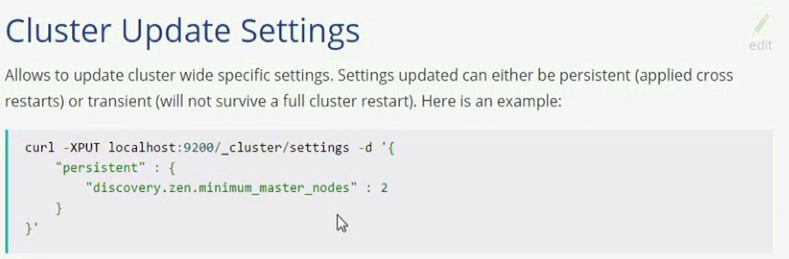 Cluster Update Settings
edit
Allows to update cluster wide specific settings. Settings updated can either be persistent (applied cross
restarts) or transient (will not survive a full cluster restart). Here is an example:
curl -XPUT localhost:9200/_cluster/settings -d '{
    "persistent" : {
        "discovery.zen.minimum_master_nodes" : 2
    }
}'